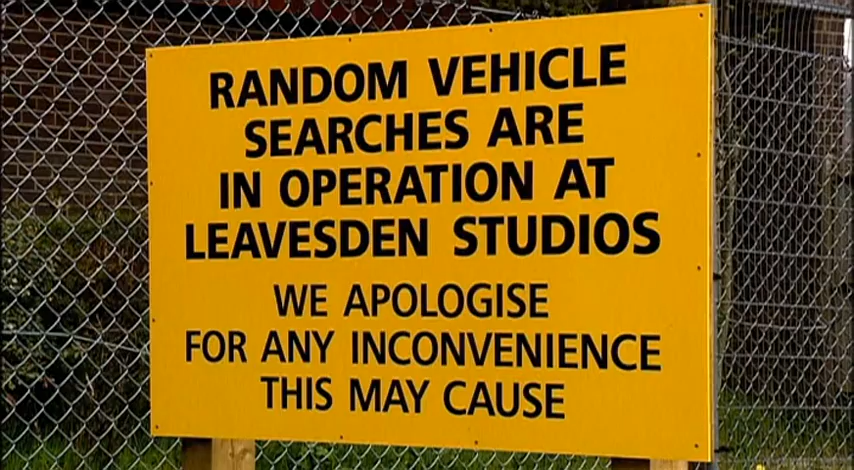 RANDOM VEHICLE
SEARCHES ARE
IN OPERATION AT
LEAVESDEN STUDIOS
WE APOLOGISE
FOR ANY INCONVENIENCE
THIS MAY CAUSE